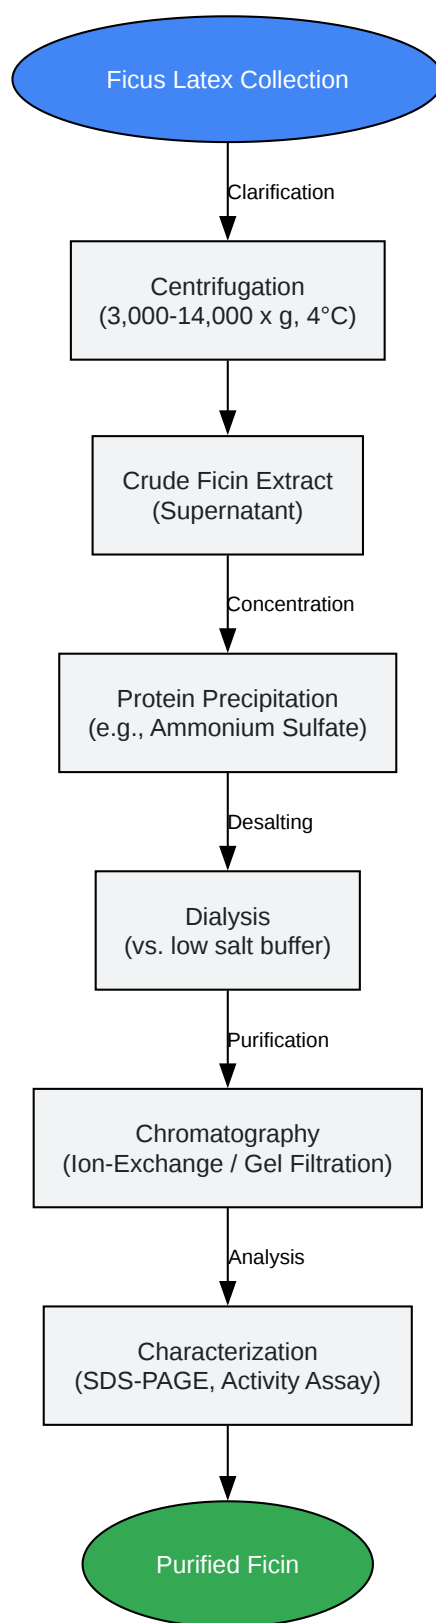 Ficus Latex Collection
Clarification
Centrifugation
(3,000-14,000 x g, 4°C)
Crude Ficin Extract
(Supernatant)
Concentration
Protein Precipitation
(e.g., Ammonium Sulfate)
Desalting
Dialysis
(vs. low salt buffer)
Purification
Chromatography
(Ion-Exchange / Gel Filtration)
Analysis
Characterization
(SDS-PAGE, Activity Assay)
Purified Ficin